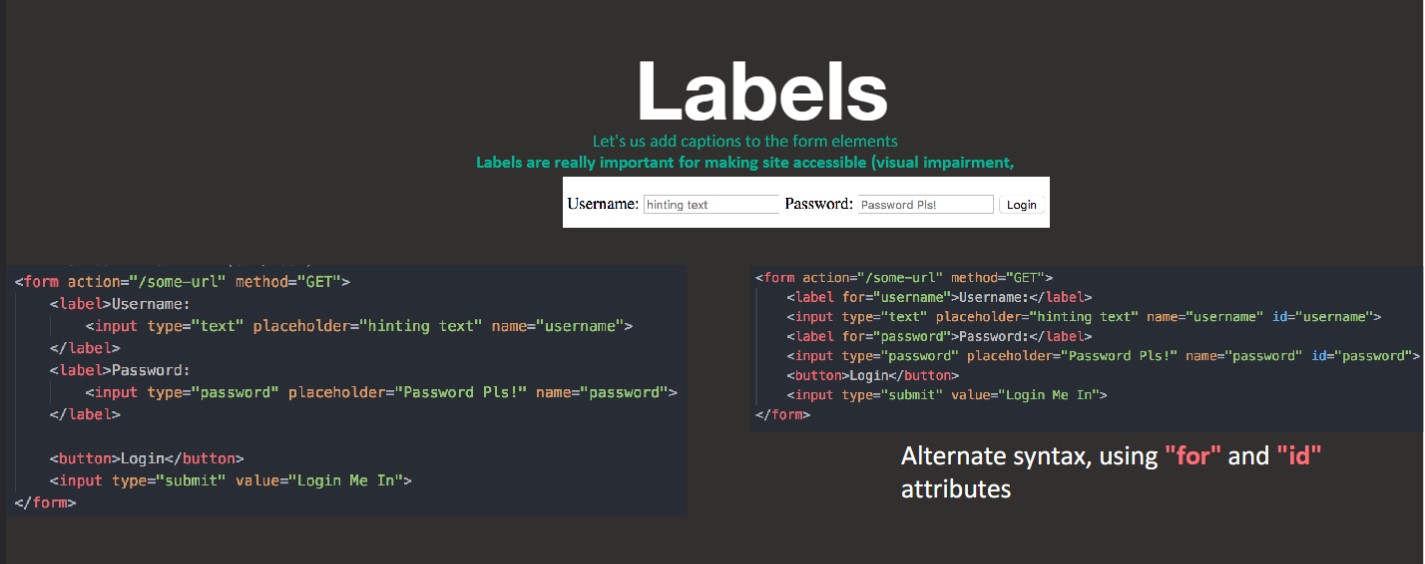 Labels
Let's us add captions to the form elements
Labels are really important for making site accessible (visual impairment,
Username: hinting text Password: Password Pls! Login
<form action="/some-url" method="GET">
<label>Username:
<input type="text" placeholder="hinting text" name="username">
</label>
<label>Password:
<input type="password" placeholder="Password Pls!" name="password">
</label>
<button>Login</button>
<input type="submit" value="Login Me In">
</form>
<form action="/some-url" method="GET">
<label for="username">Username:</label>
<input type="text" placeholder="hinting text" name="username" id="username">
<label for="password">Password:</label>
<input type="password" placeholder="Password Pls!" name="password" id="password">
<button>Login</button>
<input type="submit" value="Login Me In">
</form>
Alternate syntax, using "for" and "id"
attributes